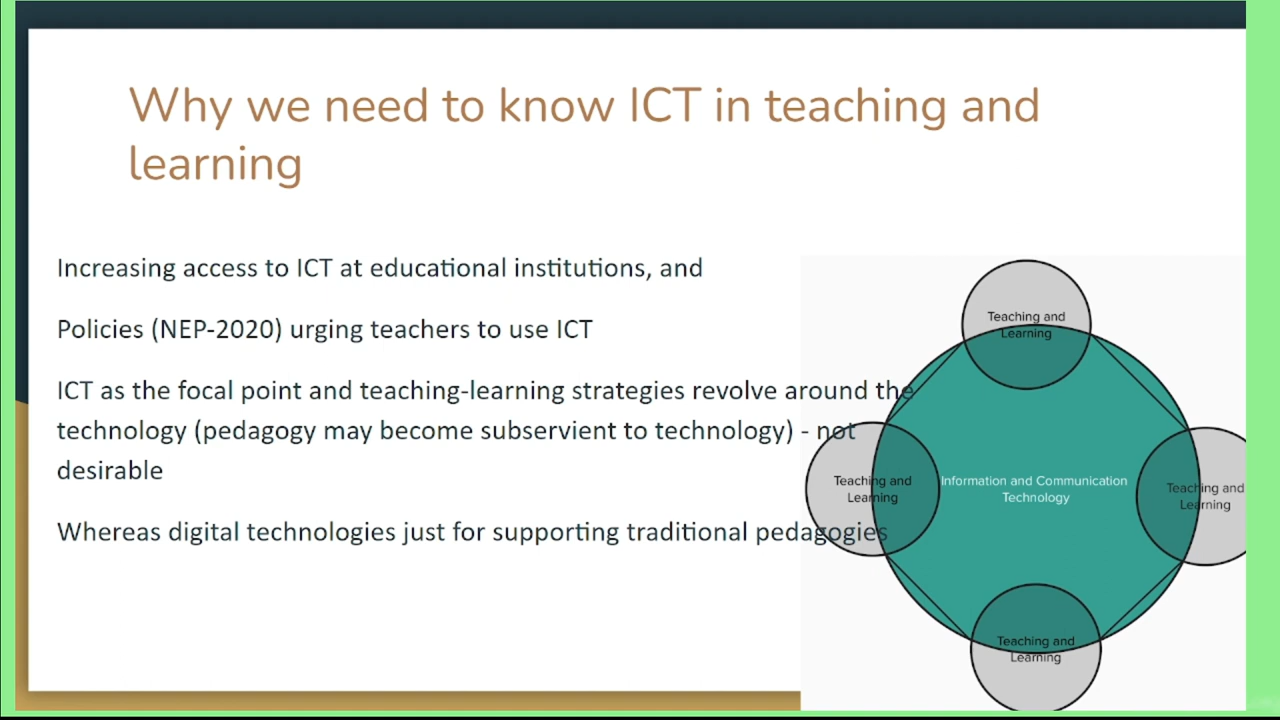 Why we need to know ICT in teaching and
learning
Increasing access to ICT at educational institutions, and
Policies (NEP-2020) urging teachers to use ICT
ICT as the focal point and teaching-learning strategies revolve around the
technology (pedagogy may become subservient to technology) - not
desirable
Whereas digital technologies just for supporting traditional pedagogies
Teaching and
Learning
Teaching and
Learning
Information and Communication
Technology
Teaching and
Learning
Teaching and
Learning